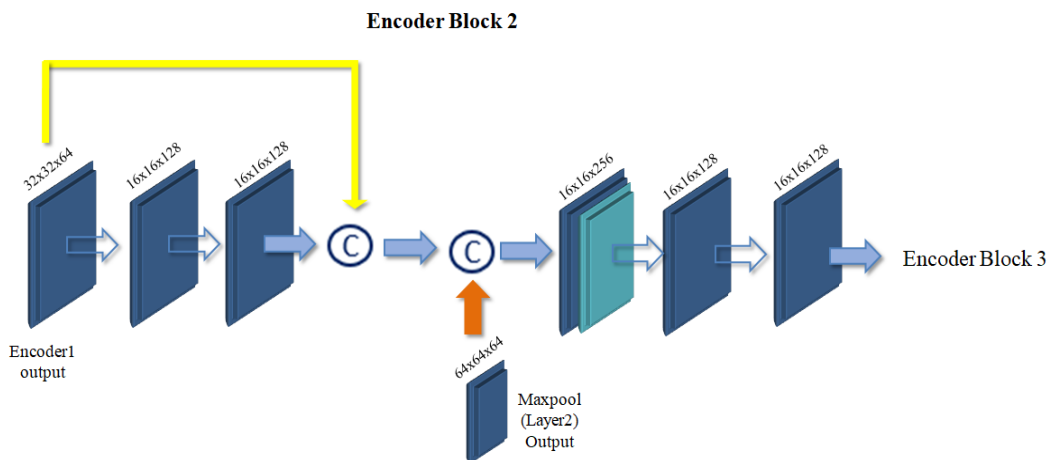 Encoder Block 2
32x32x64
16x16x128
16x16x128
C
C
16x16x256
16x16x128
16x16x128
Encoder Block 3
Encoder1
output
64x64x64
Maxpool
(Layer2)
Output